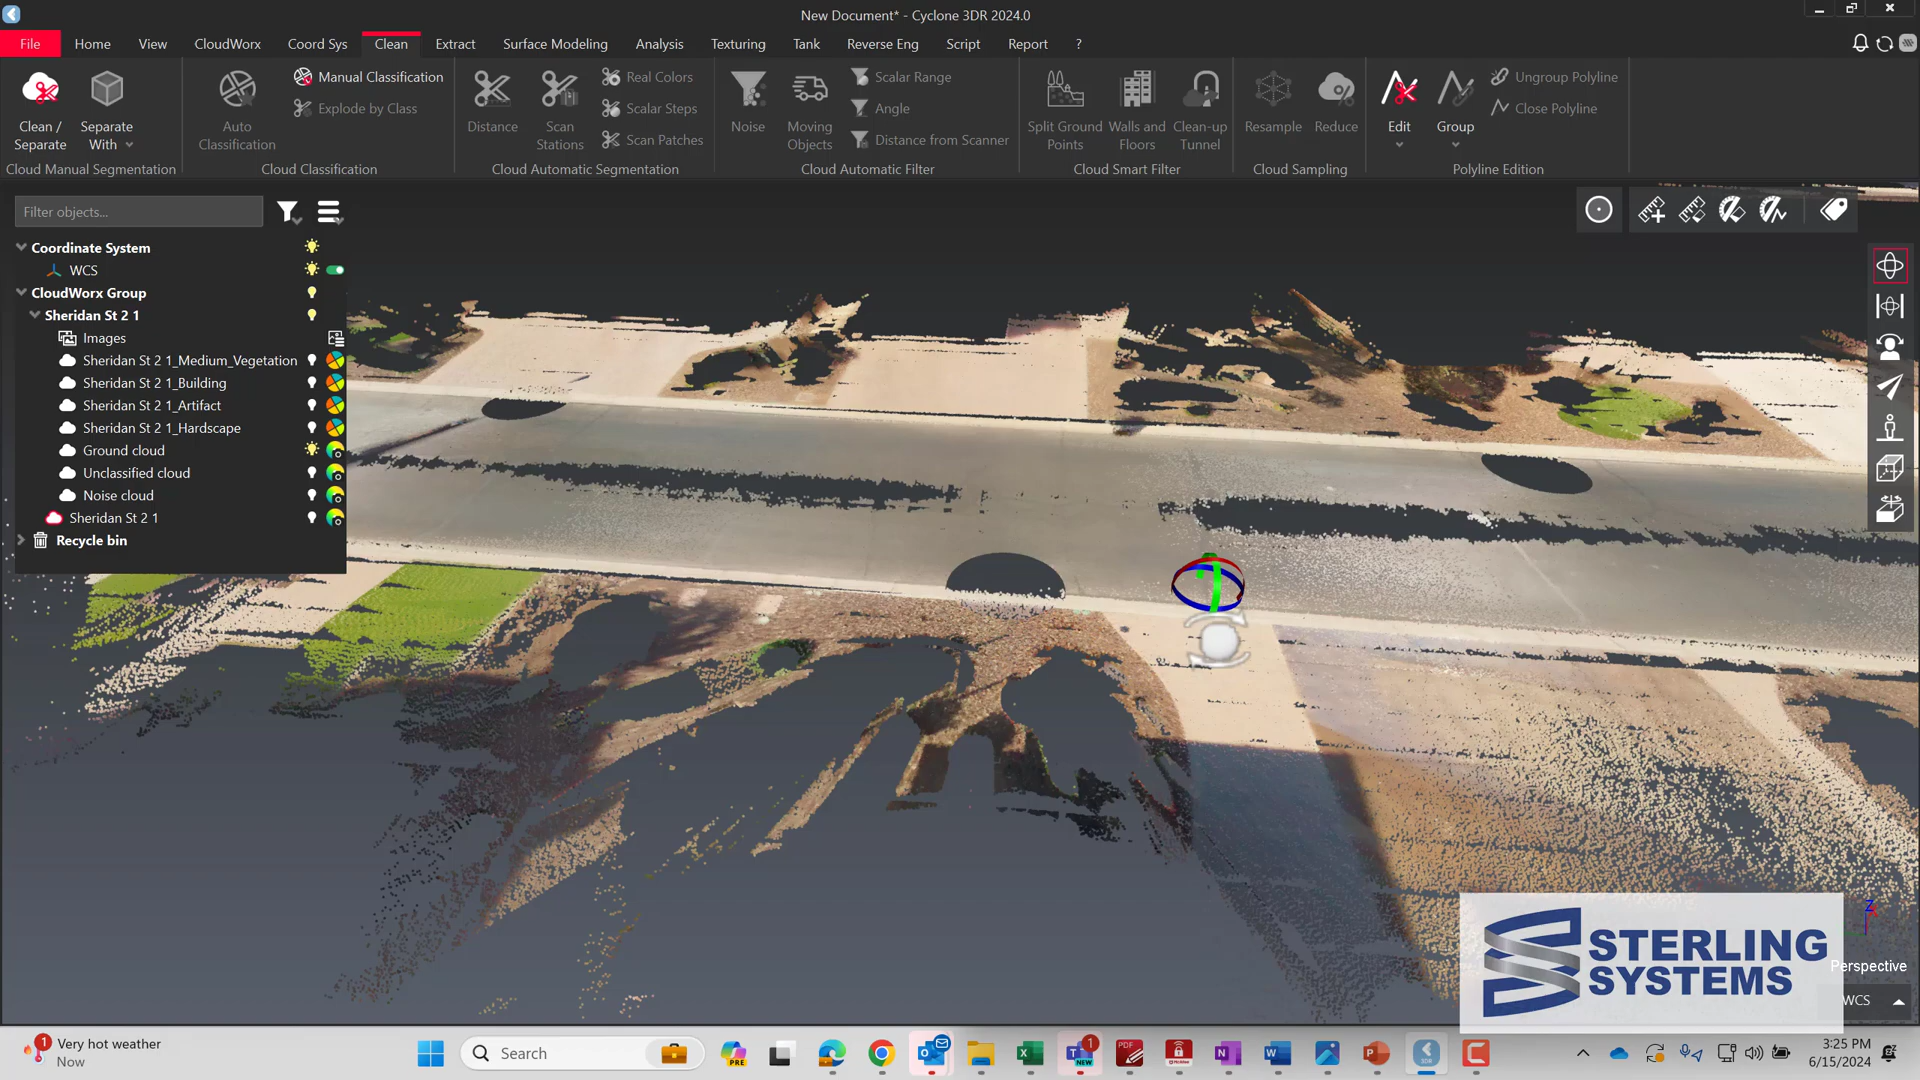 New Document* - Cyclone 3DR 2024.0
File Home View CloudWorx Coord Sys Clean Extract Surface Modeling Analysis Texturing Tank Reverse Eng Script Report ?
Clean / Separate
Separate With
Cloud Manual Segmentation
Auto Classification
Manual Classification
Explode by Class
Cloud Classification
Distance
Scan Stations
Real Colors
Scalar Steps
Scan Patches
Cloud Automatic Segmentation
Noise
Moving Objects
Scalar Range
Angle
Distance from Scanner
Cloud Automatic Filter
Split Ground Points
Walls and Floors
Clean-up Tunnel
Cloud Smart Filter
Resample
Reduce
Cloud Sampling
Edit
Group
Ungroup Polyline
Close Polyline
Polyline Edition
Filter objects...
Coordinate System
WCS
CloudWorx Group
Sheridan St 2 1
Images
Sheridan St 2 1_Medium_Vegetation
Sheridan St 2 1_Building
Sheridan St 2 1_Artifact
Sheridan St 2 1_Hardscape
Ground cloud
Unclassified cloud
Noise cloud
Sheridan St 2 1
Recycle bin
Z
STERLING
SYSTEMS
Perspective
WCS
1
Very hot weather
Now
Search
PRE
1
NEW
PDF
3DR
3:25 PM
6/15/2024